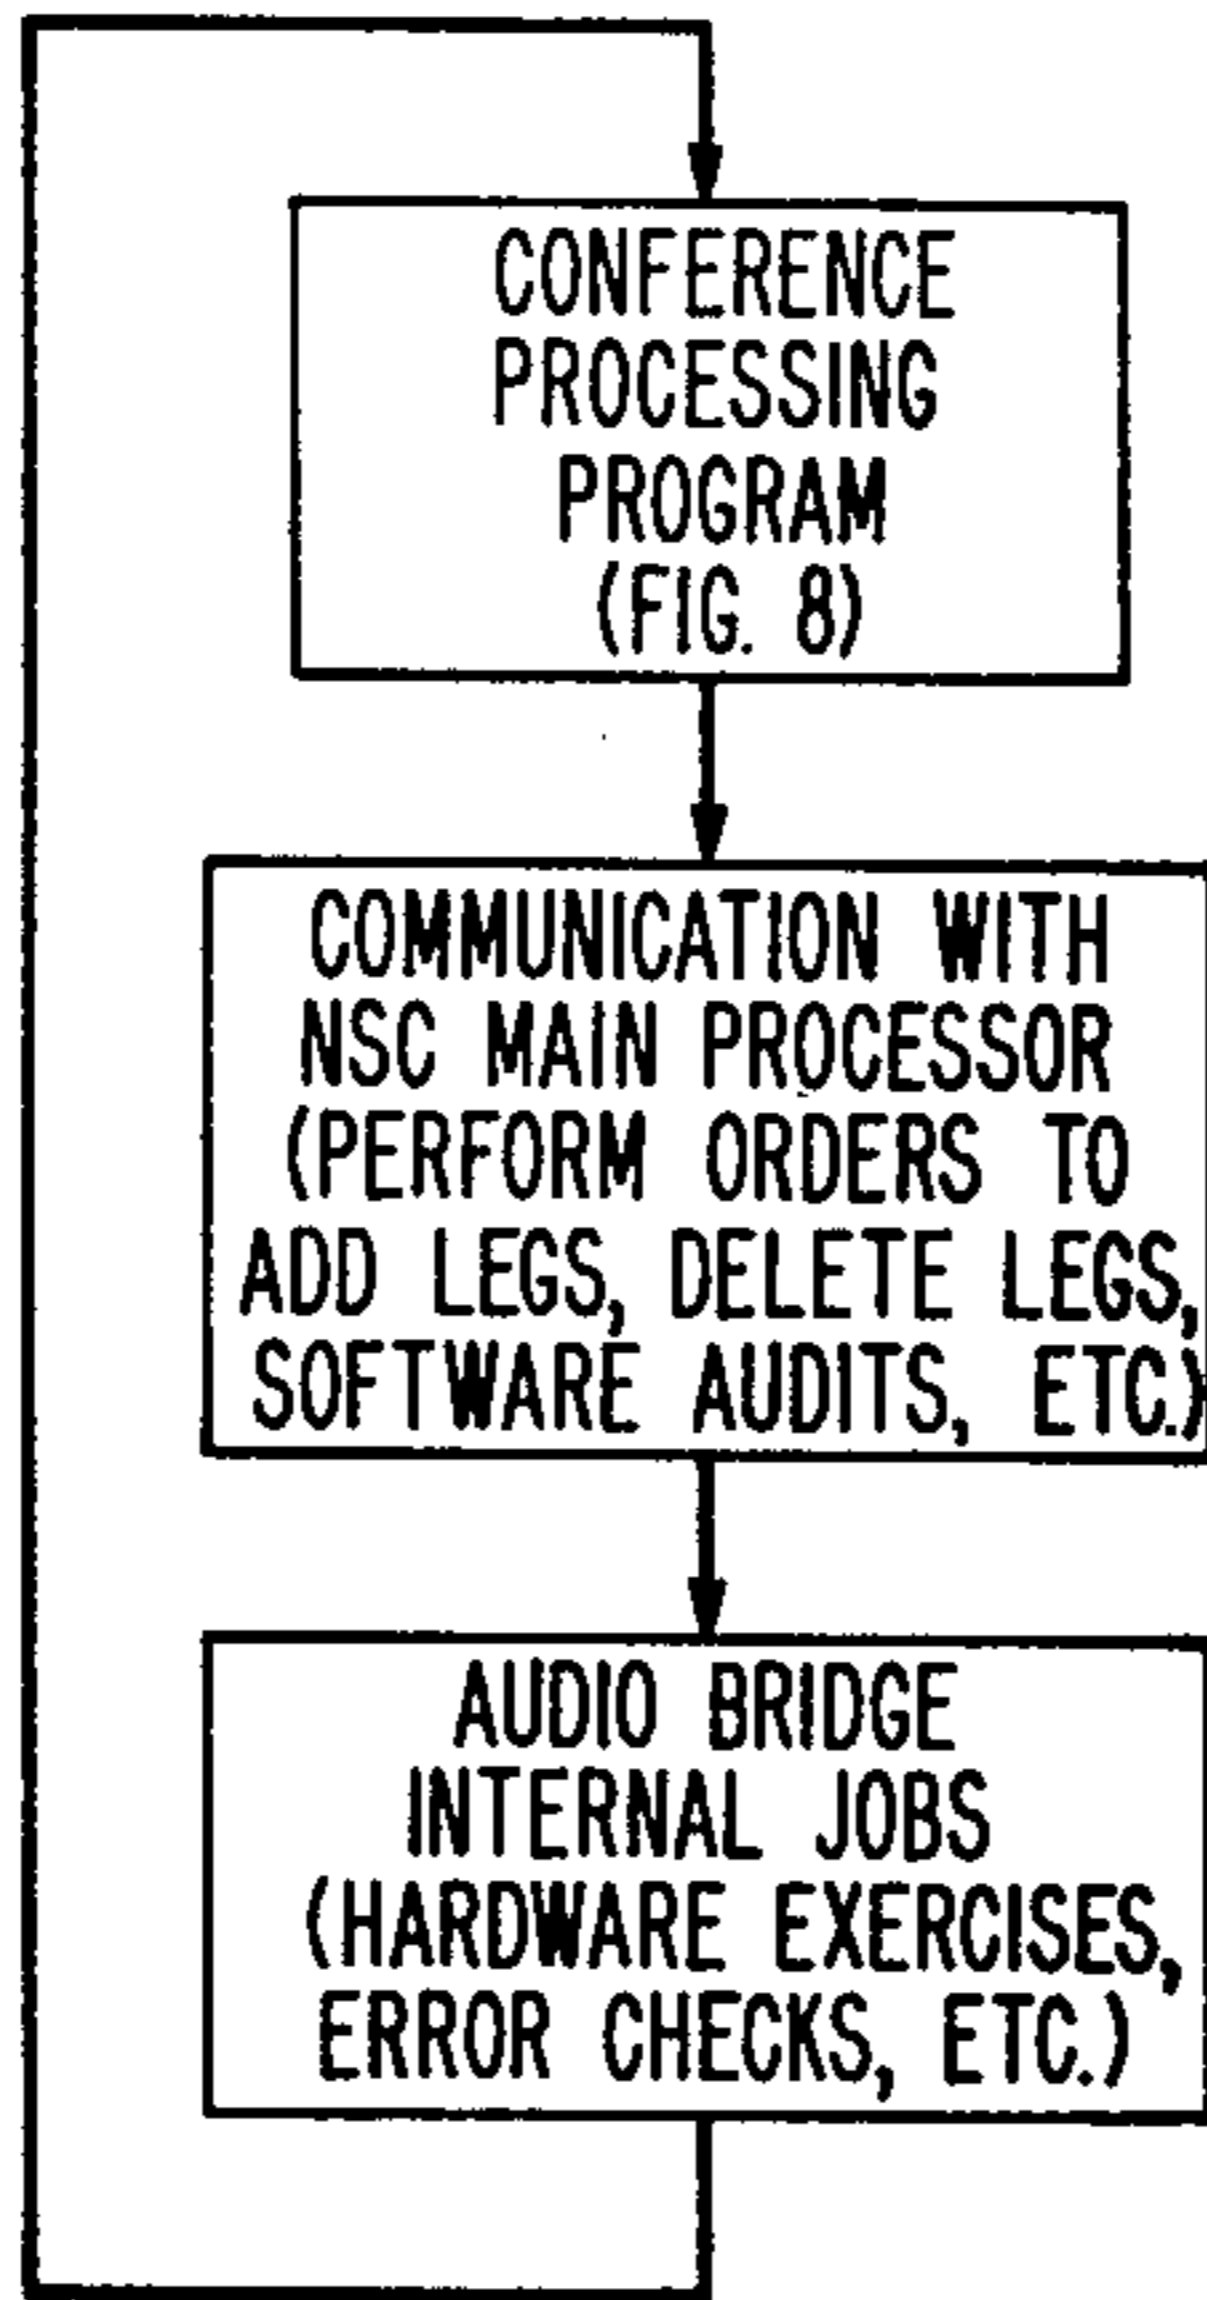 CONFERENCE
PROCESSING
PROGRAM
(FIG. 8)
COMMUNICATION WITH
NSC MAIN PROCESSOR
(PERFORM ORDERS TO
ADD LEGS, DELETE LEGS,
SOFTWARE AUDITS, ETC.)
AUDIO BRIDGE
INTERNAL JOBS
(HARDWARE EXERCISES,
ERROR CHECKS, ETC.)